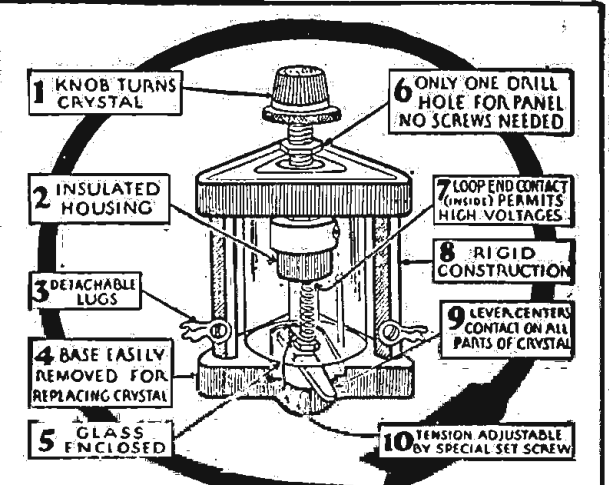 1 KNOB TURNS
CRYSTAL
2 INSULATED
HOUSING
3 DETACHABLE
LUGS
4 BASE EASILY
REMOVED FOR
REPLACING CRYSTAL
5 GLASS
ENCLOSED
6 ONLY ONE DRILL
HOLE FOR PANEL
NO SCREWS NEEDED
7 LOOP END CONTACT
(INSIDE) PERMITS
HIGH VOLTAGES
8 RIGID
CONSTRUCTION
9 LEVER CENTERS
CONTACT ON ALL
PARTS OF CRYSTAL
10 TENSION ADJUSTABLE
BY SPECIAL SET SCREW